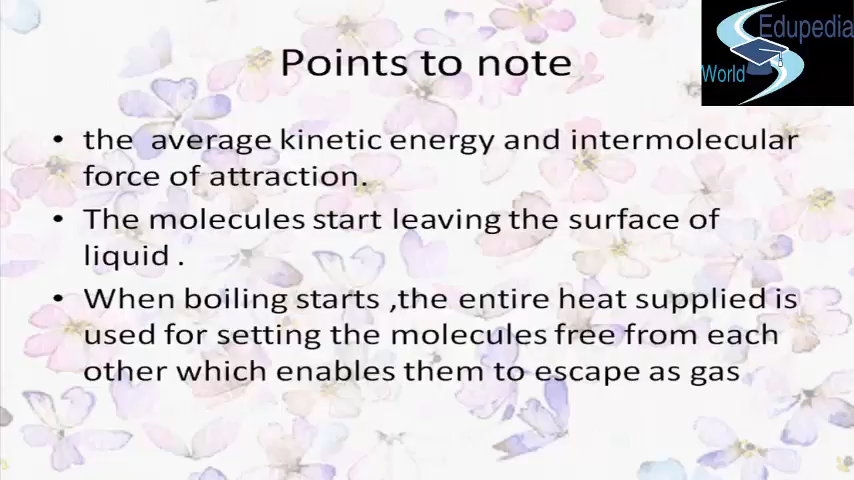 Edupedia
World
Points to note
• the average kinetic energy and intermolecular
force of attraction.
• The molecules start leaving the surface of
liquid .
• When boiling starts ,the entire heat supplied is
used for setting the molecules free from each
other which enables them to escape as gas